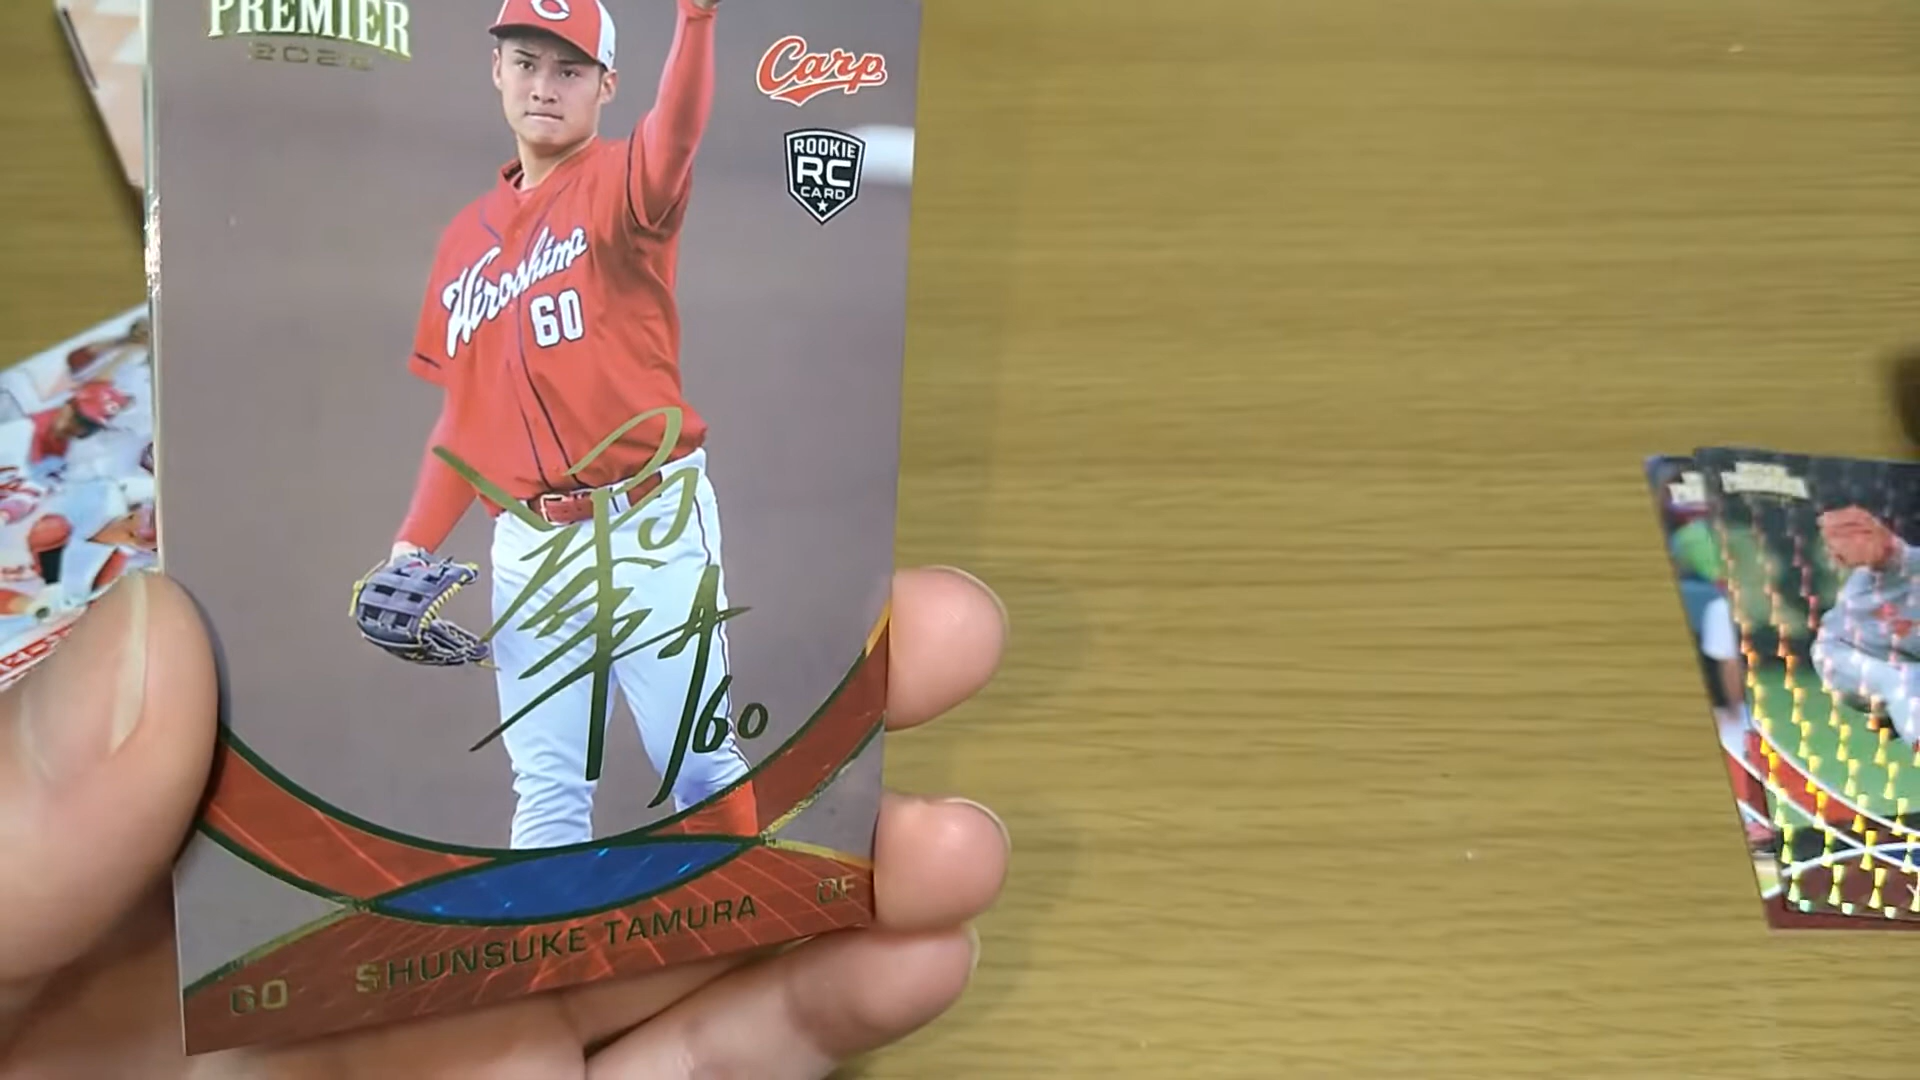 PREMIER
Carp
ROOKIE
RC
CARD
Hiroshima
60
60
SHUNSUKE TAMURA
OF
60